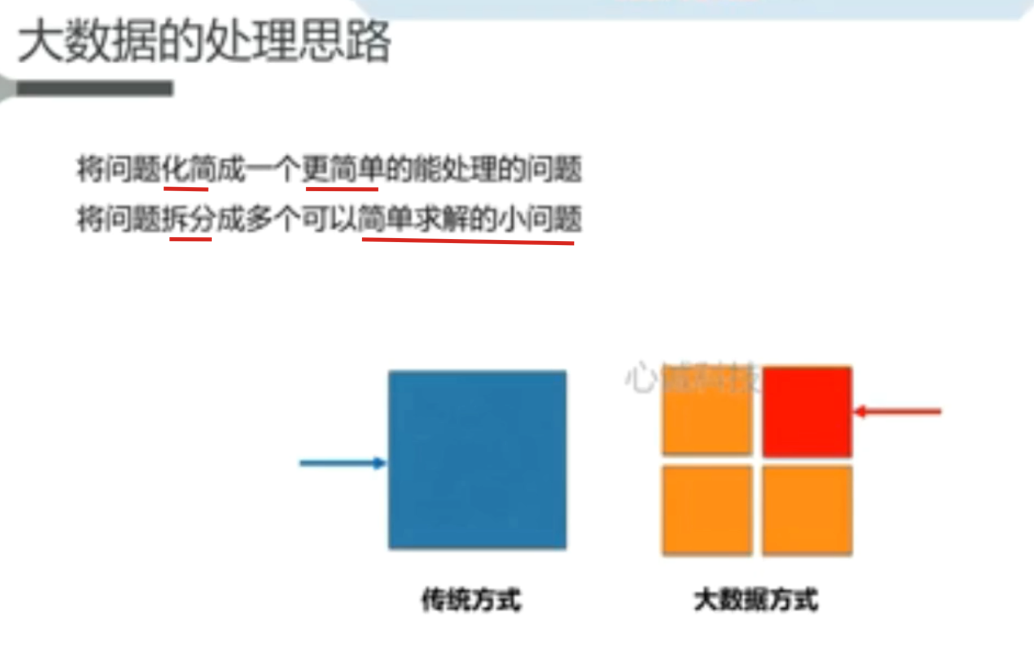 大数据的处理思路
将问题化简成一个更简单的能处理的问题
将问题拆分成多个可以简单求解的小问题
心诚科技
传统方式
大数据方式